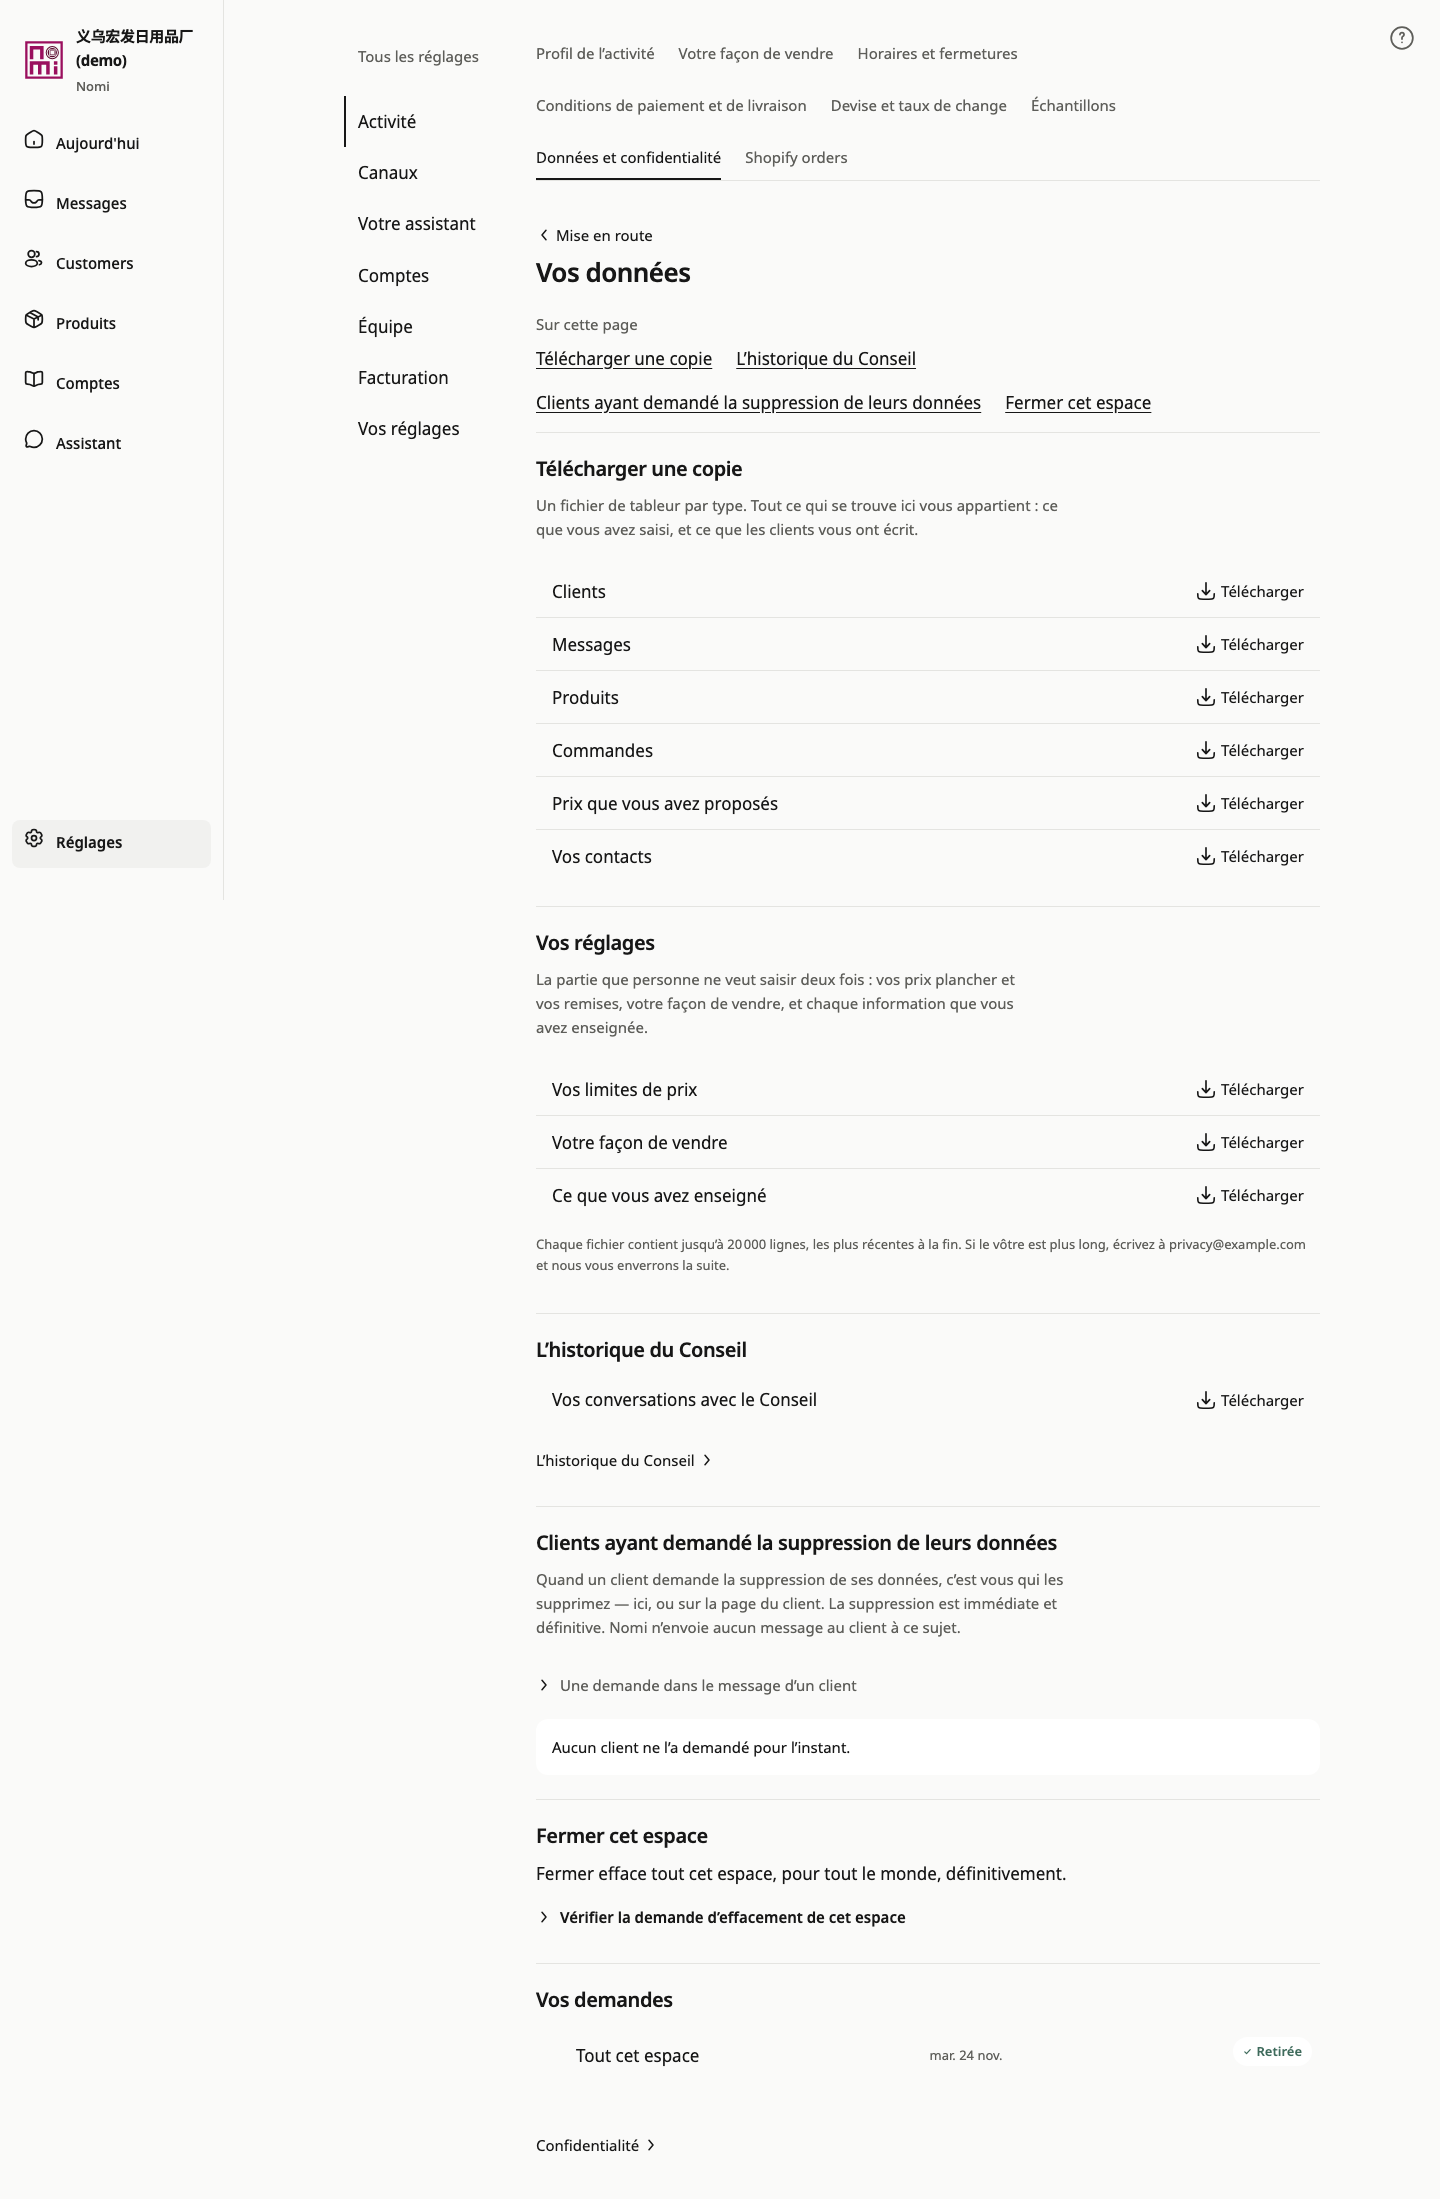 义乌宏发日用品厂
(demo)
Nomi
Aujourd'hui
Messages
Customers
Produits
Comptes
Assistant
Réglages
Tous les réglages
Activité
Canaux
Votre assistant
Comptes
Équipe
Facturation
Vos réglages
Profil de l’activité Votre façon de vendre Horaires et fermetures
Conditions de paiement et de livraison Devise et taux de change Échantillons
Données et confidentialité Shopify orders
Mise en route
Vos données
Sur cette page
Télécharger une copie L’historique du Conseil
Clients ayant demandé la suppression de leurs données Fermer cet espace
Télécharger une copie
Un fichier de tableur par type. Tout ce qui se trouve ici vous appartient : ce
que vous avez saisi, et ce que les clients vous ont écrit.
Clients Télécharger
Messages Télécharger
Produits Télécharger
Commandes Télécharger
Prix que vous avez proposés Télécharger
Vos contacts Télécharger
Vos réglages
La partie que personne ne veut saisir deux fois : vos prix plancher et
vos remises, votre façon de vendre, et chaque information que vous
avez enseignée.
Vos limites de prix Télécharger
Votre façon de vendre Télécharger
Ce que vous avez enseigné Télécharger
Chaque fichier contient jusqu’à 20 000 lignes, les plus récentes à la fin. Si le vôtre est plus long, écrivez à privacy@example.com
et nous vous enverrons la suite.
L’historique du Conseil
Vos conversations avec le Conseil Télécharger
L’historique du Conseil
Clients ayant demandé la suppression de leurs données
Quand un client demande la suppression de ses données, c’est vous qui les
supprimez — ici, ou sur la page du client. La suppression est immédiate et
définitive. Nomi n’envoie aucun message au client à ce sujet.
Une demande dans le message d’un client
Aucun client ne l’a demandé pour l’instant.
Fermer cet espace
Fermer efface tout cet espace, pour tout le monde, définitivement.
Vérifier la demande d’effacement de cet espace
Vos demandes
Tout cet espace mar. 24 nov. Retirée
Confidentialité